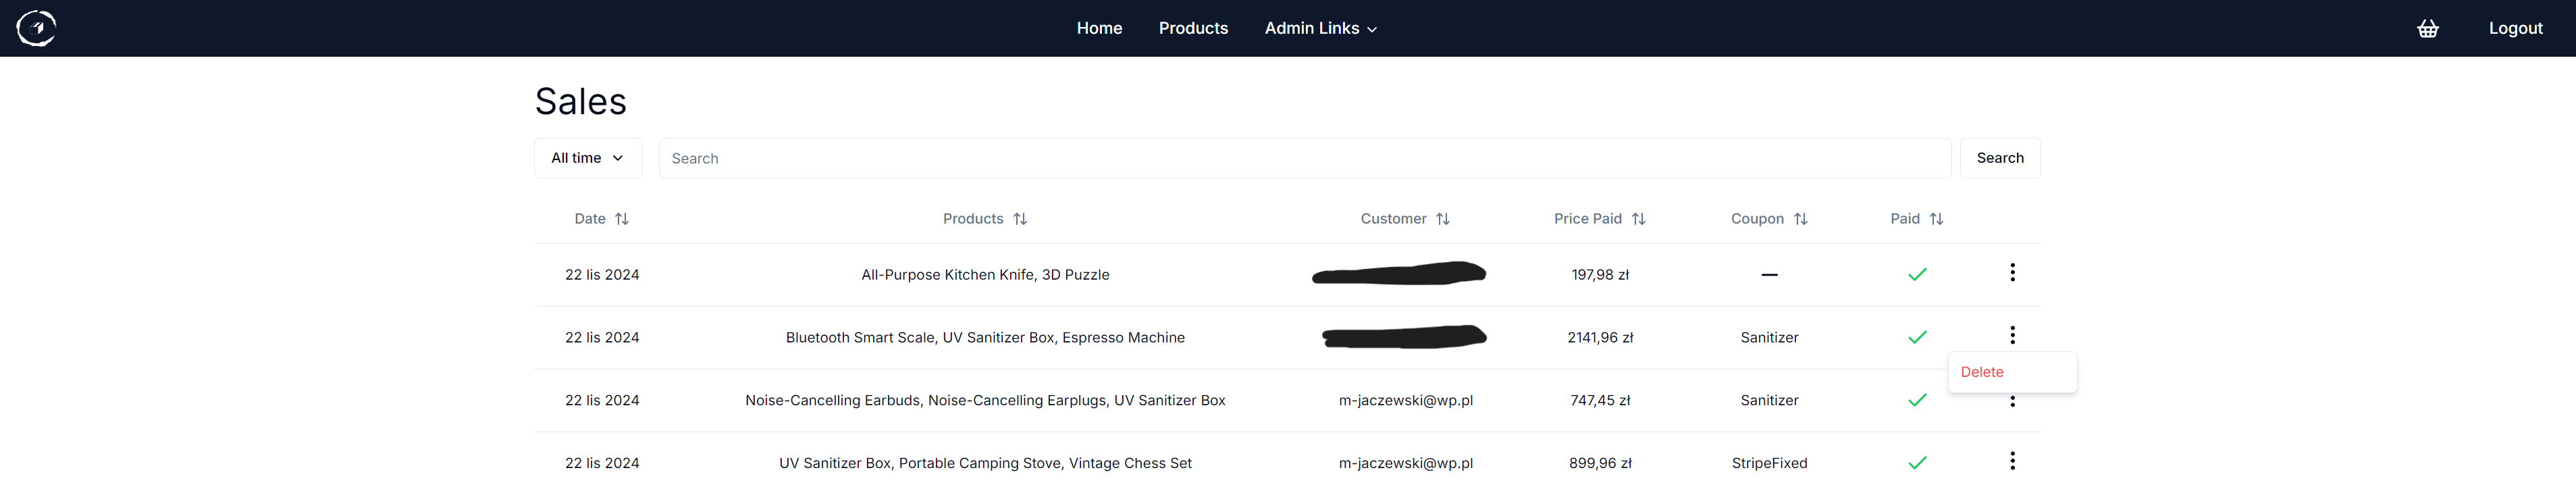 Home Products Admin Links Logout
Sales
All time Search Search
Date Products Customer Price Paid Coupon Paid
22 lis 2024 All-Purpose Kitchen Knife, 3D Puzzle 197,98 zł —
22 lis 2024 Bluetooth Smart Scale, UV Sanitizer Box, Espresso Machine 2141,96 zł Sanitizer
Delete
22 lis 2024 Noise-Cancelling Earbuds, Noise-Cancelling Earplugs, UV Sanitizer Box m-jaczewski@wp.pl 747,45 zł Sanitizer
22 lis 2024 UV Sanitizer Box, Portable Camping Stove, Vintage Chess Set m-jaczewski@wp.pl 899,96 zł StripeFixed